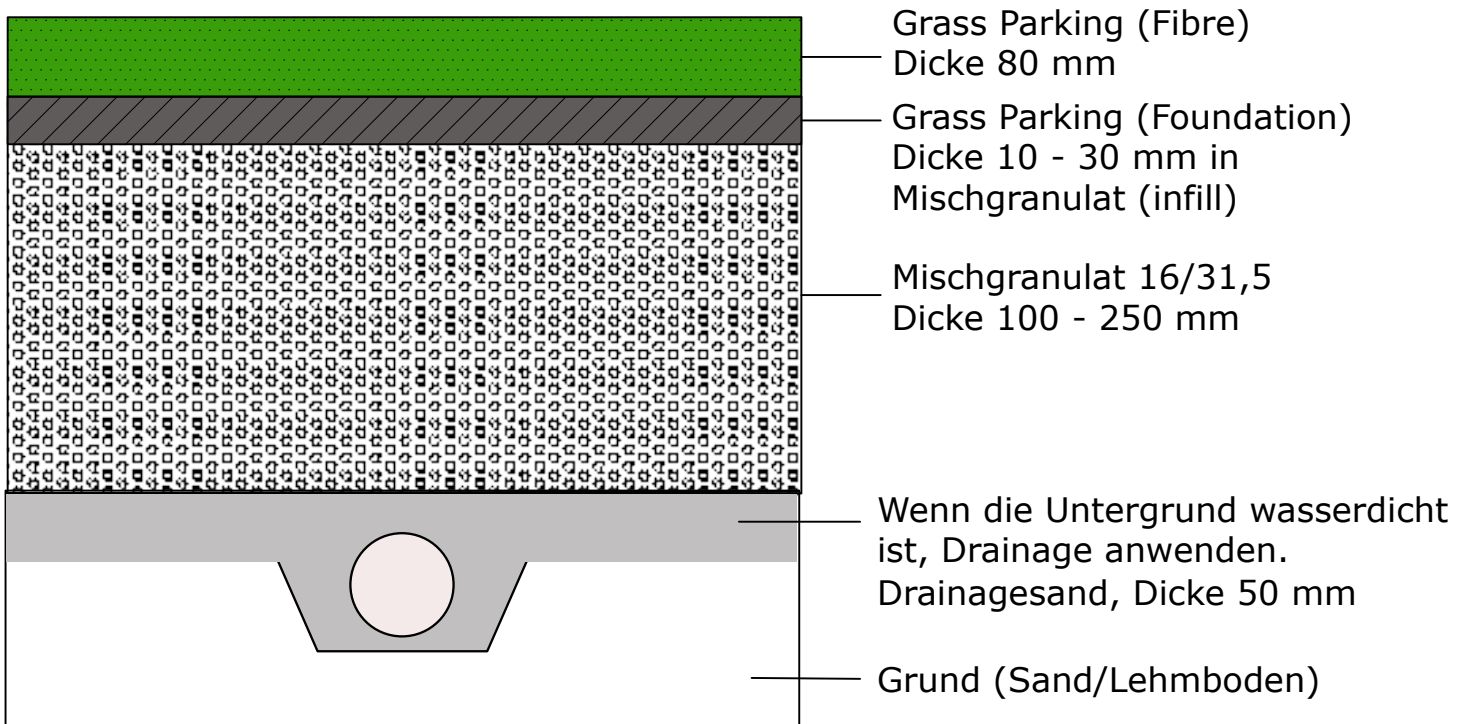 Grass Parking (Fibre)
Dicke 80 mm
Grass Parking (Foundation)
Dicke 10 - 30 mm in
Mischgranulat (infill)
Mischgranulat 16/31,5
Dicke 100 - 250 mm
Wenn die Untergrund wasserdicht
ist, Drainage anwenden.
Drainagesand, Dicke 50 mm
Grund (Sand/Lehmboden)